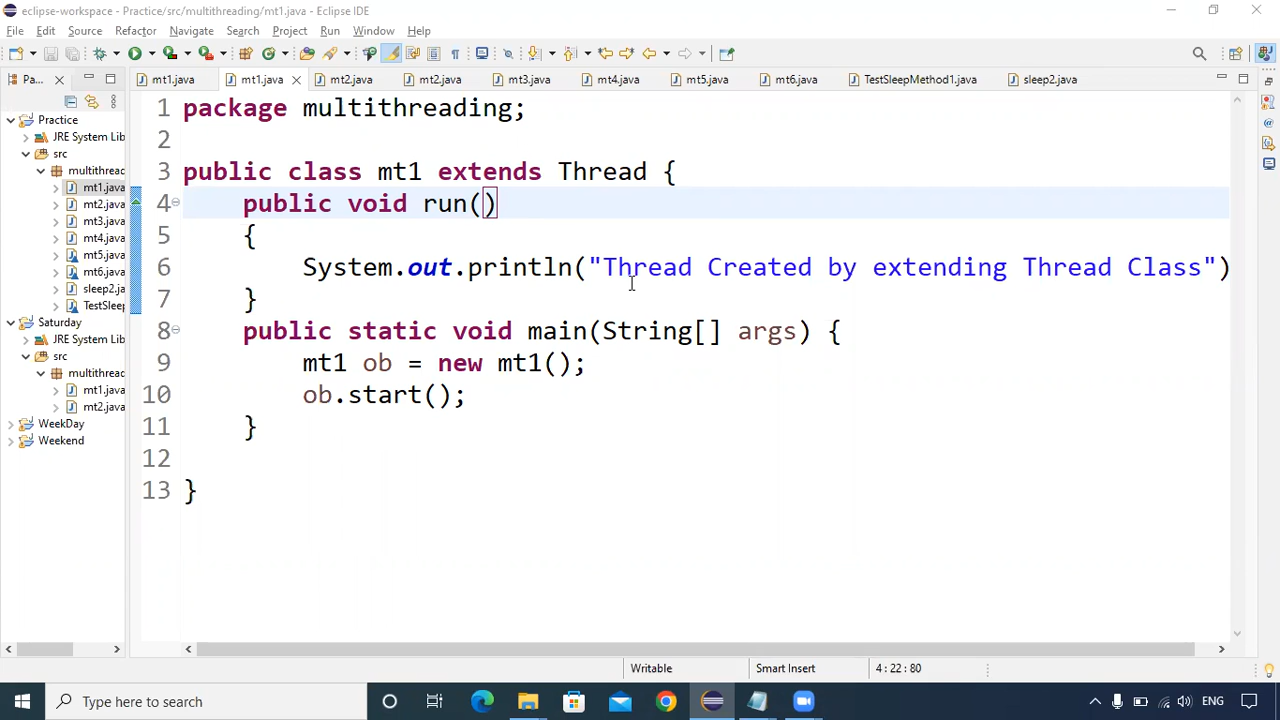 eclipse-workspace - Practice/src/multithreading/mt1.java - Eclipse IDE
File Edit Source Refactor Navigate Search Project Run Window Help
Pa... mt1.java mt1.java mt2.java mt2.java mt3.java mt4.java mt5.java mt6.java TestSleepMethod1.java sleep2.java
Practice
JRE System Lib
src
multithread
mt1.java
mt2.java
mt3.java
mt4.java
mt5.java
mt6.java
sleep2.j
TestSlee
Saturday
JRE System Lib
src
multithread
mt1.java
mt2.java
WeekDay
Weekend
1 package multithreading;
2
3 public class mt1 extends Thread {
4 public void run()
5 {
6 System.out.println("Thread Created by extending Thread Class")
7 }
8 public static void main(String[] args) {
9 mt1 ob = new mt1();
10 ob.start();
11 }
12
13 }
Writable Smart Insert 4 : 22 : 80
Type here to search ENG